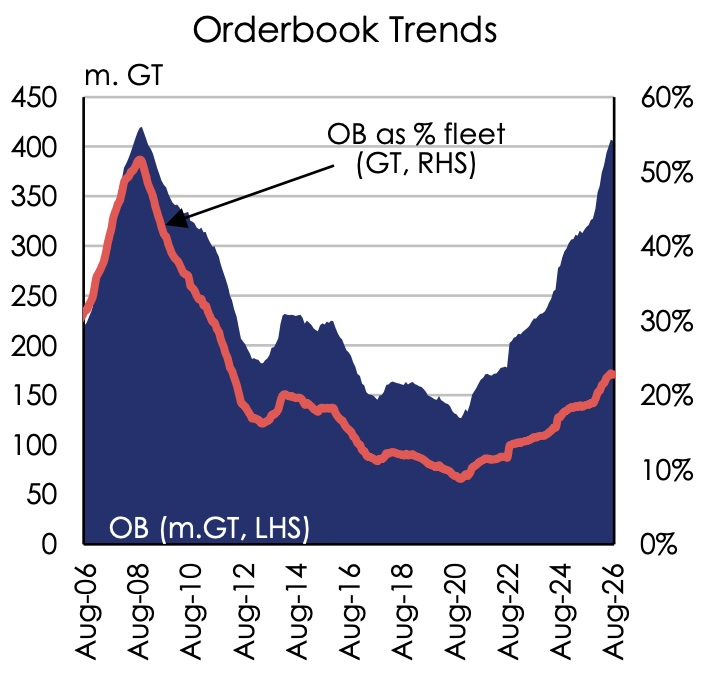 Orderbook Trends
m. GT
450
400
350
300
250
200
150
100
50
0
60%
50%
40%
30%
20%
10%
0%
OB as % fleet
(GT, RHS)
OB (m.GT, LHS)
Aug-06
Aug-08
Aug-10
Aug-12
Aug-14
Aug-16
Aug-18
Aug-20
Aug-22
Aug-24
Aug-26